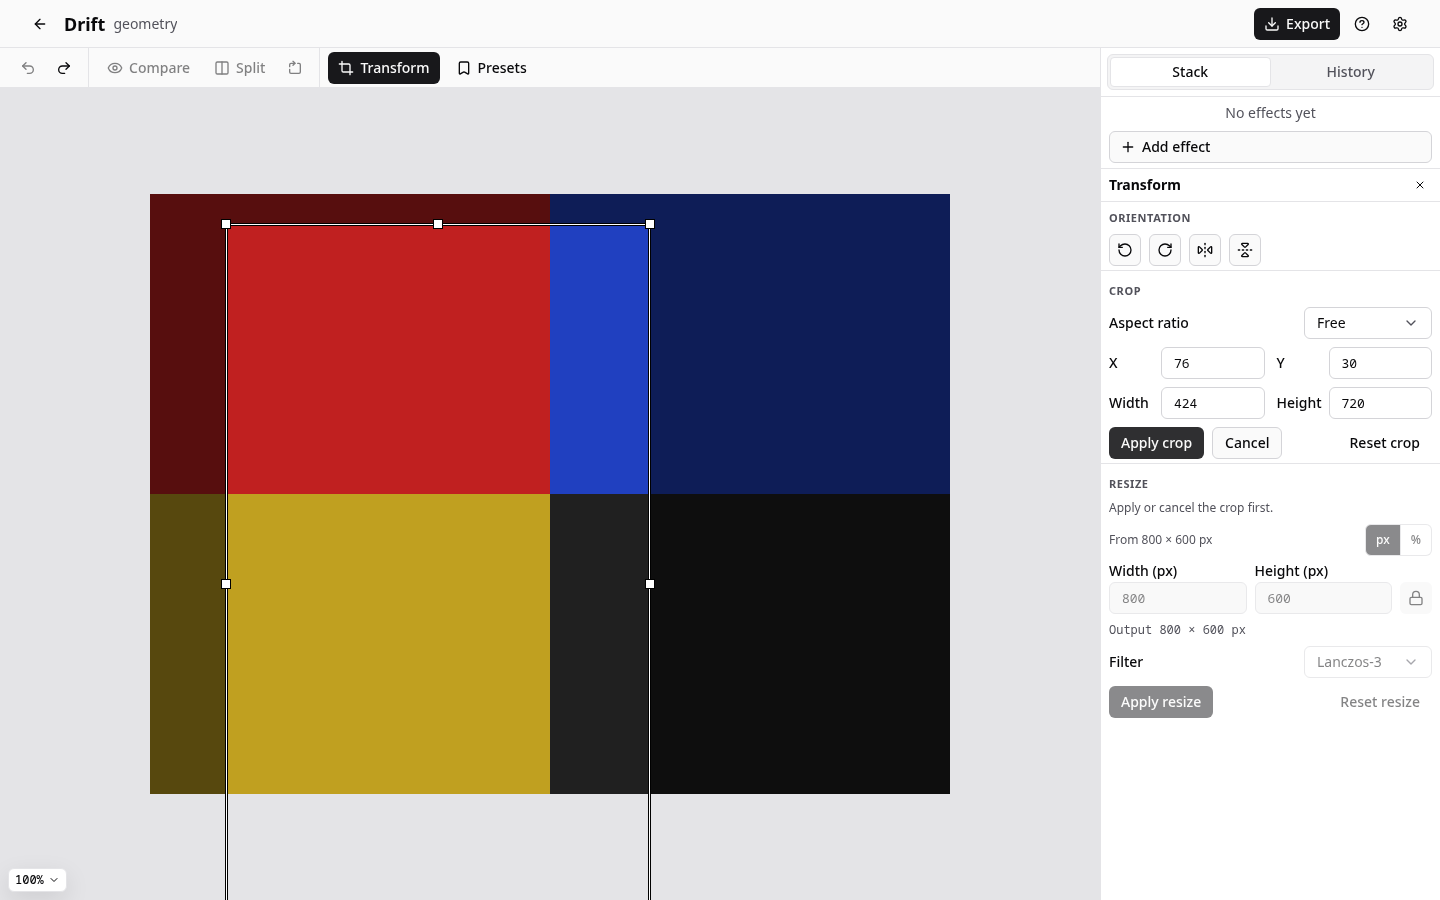 Drift geometry
Export
Compare Split Transform Presets
Stack History
No effects yet
Add effect
Transform
ORIENTATION
CROP
Aspect ratio Free
X 76 Y 30
Width 424 Height 720
Apply crop Cancel Reset crop
RESIZE
Apply or cancel the crop first.
From 800 × 600 px px %
Width (px) Height (px)
800 600
Output 800 × 600 px
Filter Lanczos-3
Apply resize Reset resize
100%